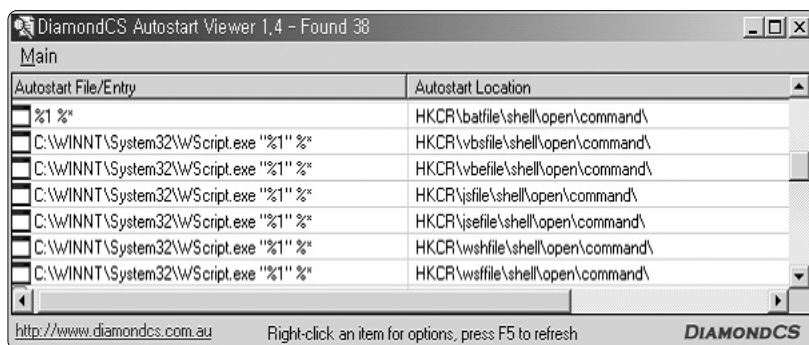 DiamondCS Autostart Viewer 1.4 - Found 38
Main
Autostart File/Entry Autostart Location
%1 %* HKCR\batfile\shell\open\command\
C:\WINNT\System32\WScript.exe "%1" %* HKCR\vbsfile\shell\open\command\
C:\WINNT\System32\WScript.exe "%1" %* HKCR\vbefile\shell\open\command\
C:\WINNT\System32\WScript.exe "%1" %* HKCR\jsfile\shell\open\command\
C:\WINNT\System32\WScript.exe "%1" %* HKCR\jsefile\shell\open\command\
C:\WINNT\System32\WScript.exe "%1" %* HKCR\wshfile\shell\open\command\
C:\WINNT\System32\WScript.exe "%1" %* HKCR\wsffile\shell\open\command\
http://www.diamondcs.com.au Right-click an item for options, press F5 to refresh DIAMONDCS